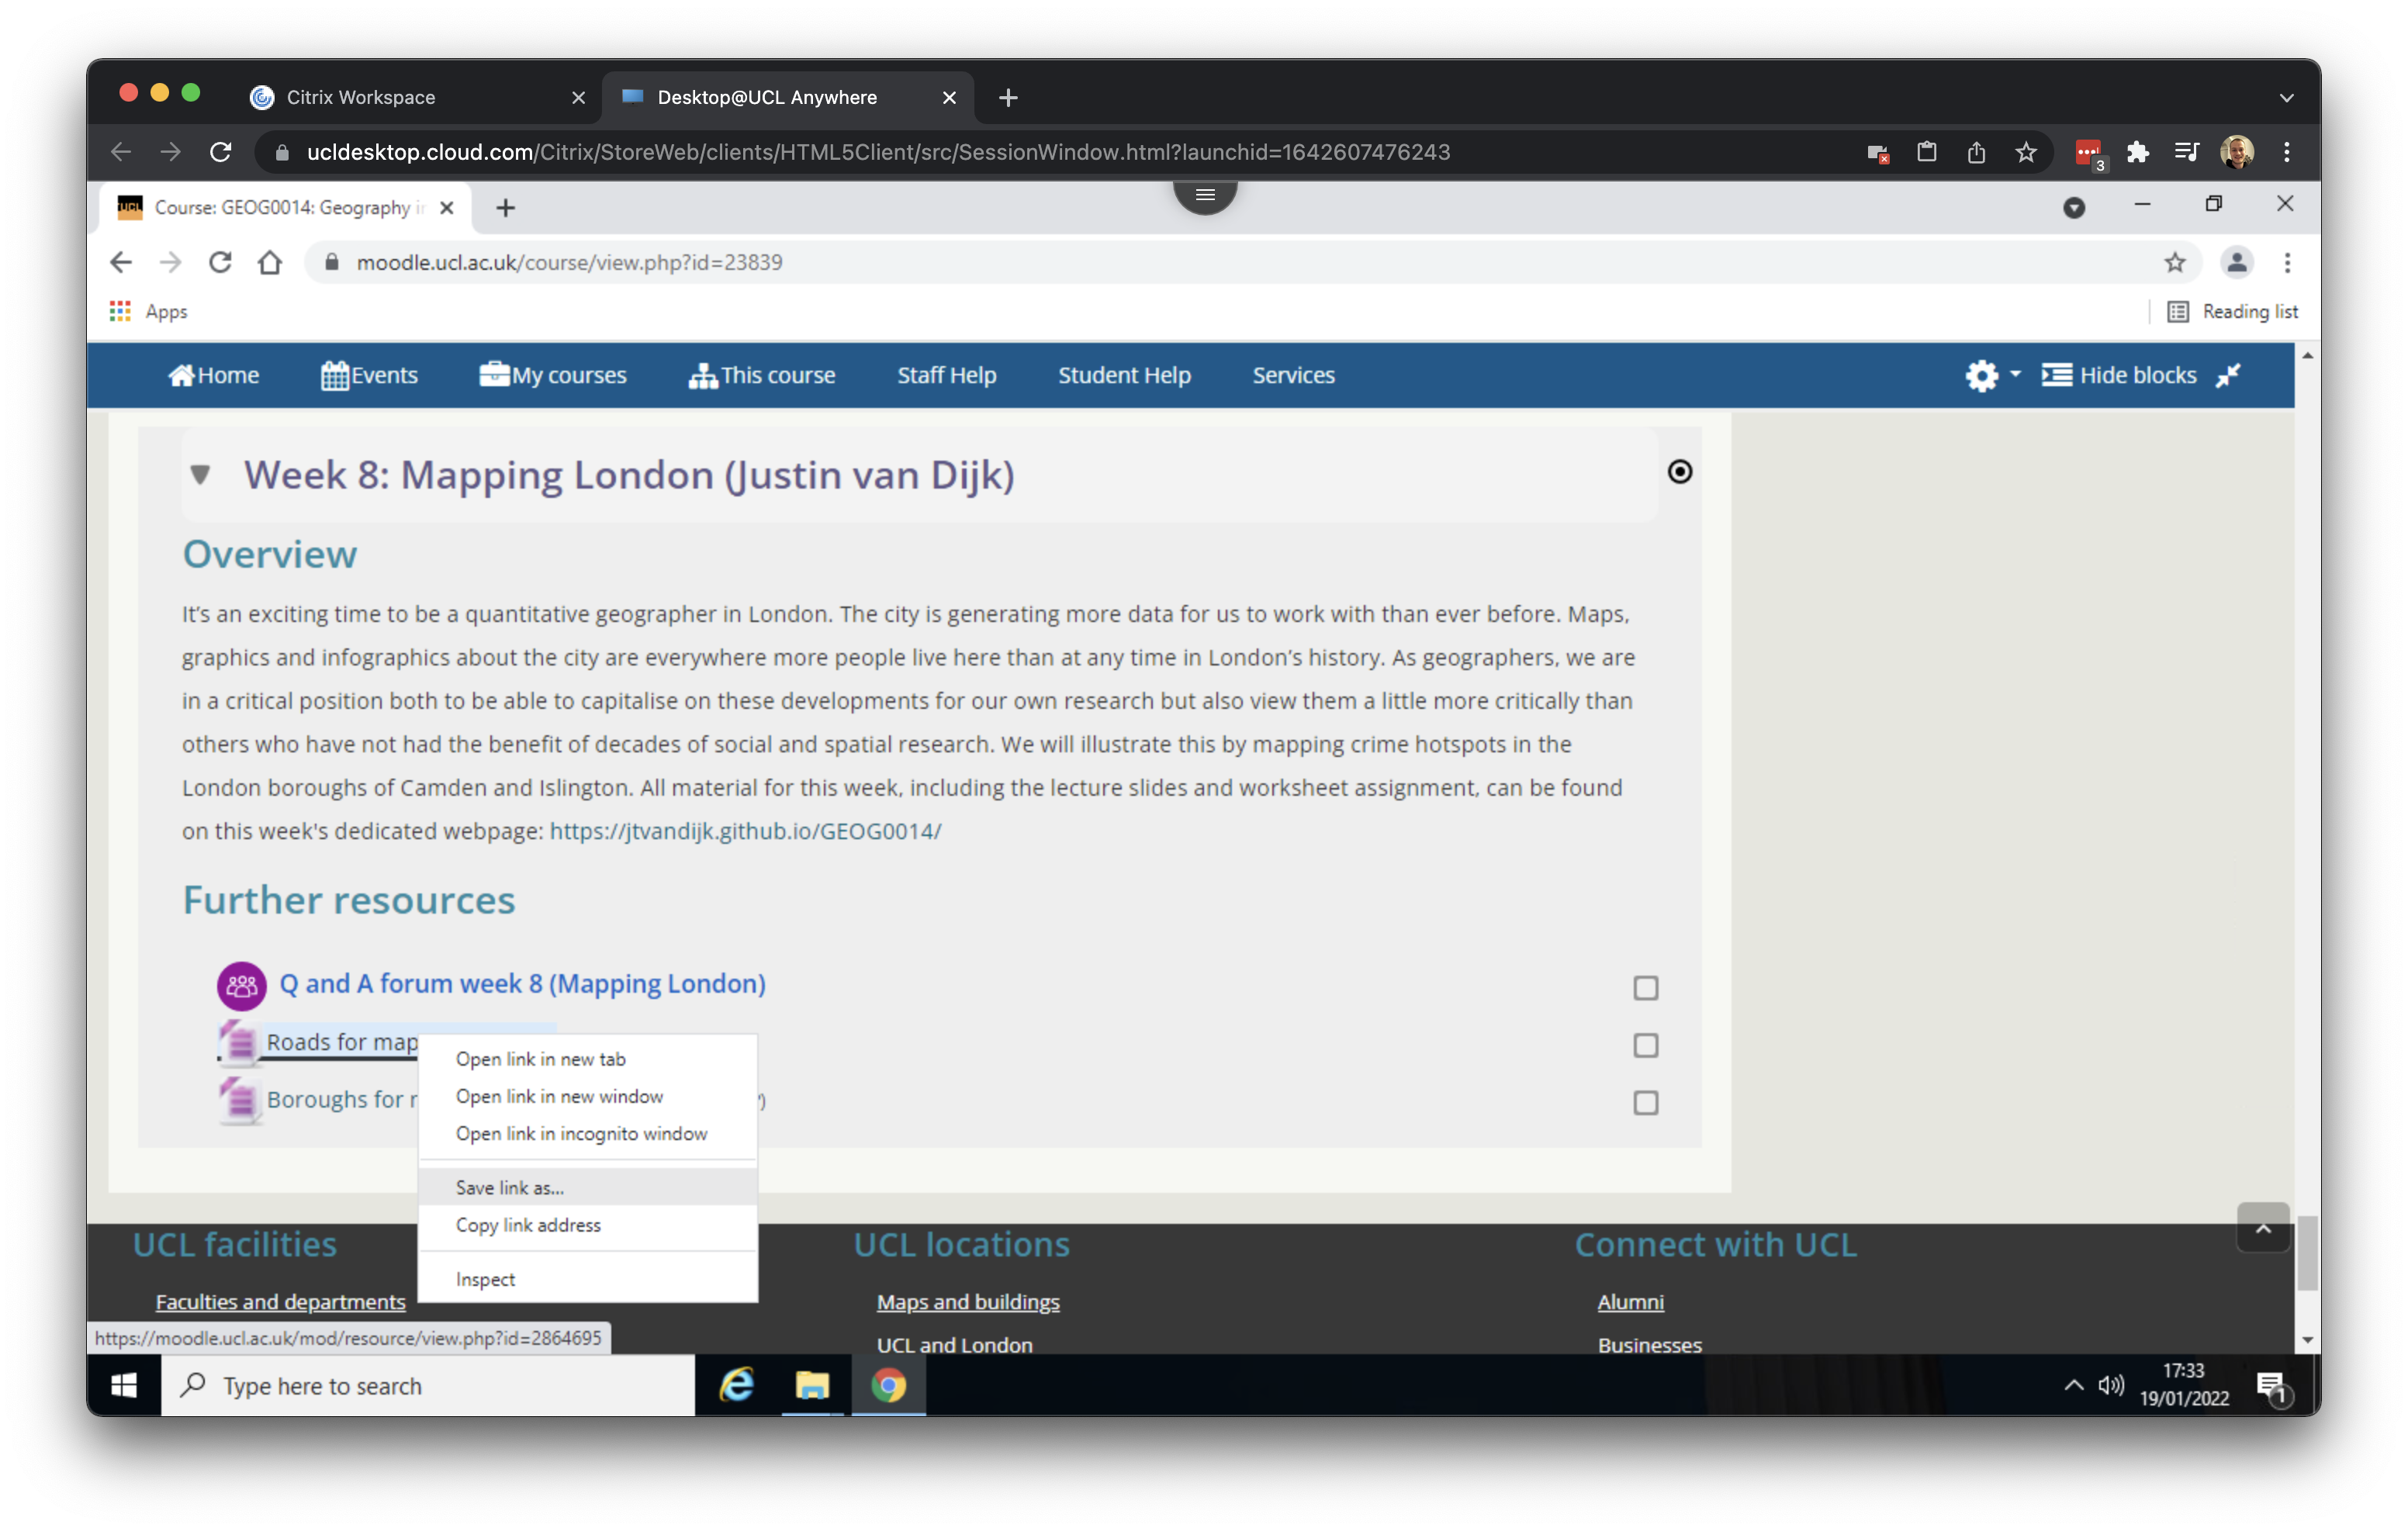 Citrix Workspace
Desktop@UCL Anywhere
ucldesktop.cloud.com/Citrix/StoreWeb/clients/HTML5Client/src/SessionWindow.html?launchid=1642607476243
3
UCL
Course: GEOG0014: Geography in
moodle.ucl.ac.uk/course/view.php?id=23839
Apps
Reading list
Home
Events
My courses
This course
Staff Help
Student Help
Services
Hide blocks
Week 8: Mapping London (Justin van Dijk)
Overview
It's an exciting time to be a quantitative geographer in London. The city is generating more data for us to work with than ever before. Maps,
graphics and infographics about the city are everywhere more people live here than at any time in London's history. As geographers, we are
in a critical position both to be able to capitalise on these developments for our own research but also view them a little more critically than
others who have not had the benefit of decades of social and spatial research. We will illustrate this by mapping crime hotspots in the
London boroughs of Camden and Islington. All material for this week, including the lecture slides and worksheet assignment, can be found
on this week's dedicated webpage: https://jtvandijk.github.io/GEOG0014/
Further resources
Q and A forum week 8 (Mapping London)
Roads for map
Boroughs for
Open link in new tab
Open link in new window
Open link in incognito window
Save link as...
Copy link address
Inspect
UCL facilities
Faculties and departments
UCL locations
Maps and buildings
UCL and London
Connect with UCL
Alumni
Businesses
https://moodle.ucl.ac.uk/mod/resource/view.php?id=2864695
Type here to search
17:33
19/01/2022
1